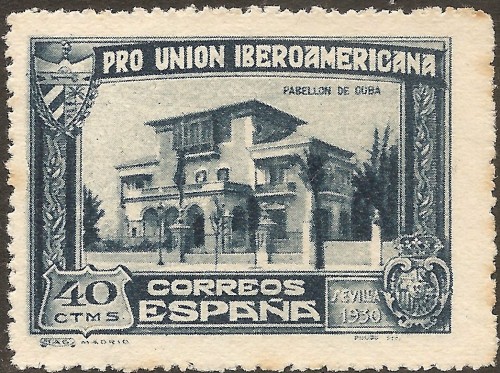 PRO UNION IBEROAMERICANA
PABELLON DE CUBA
40
CTMS.
CORREOS
ESPAÑA
SEVILLA
1930
MADRID